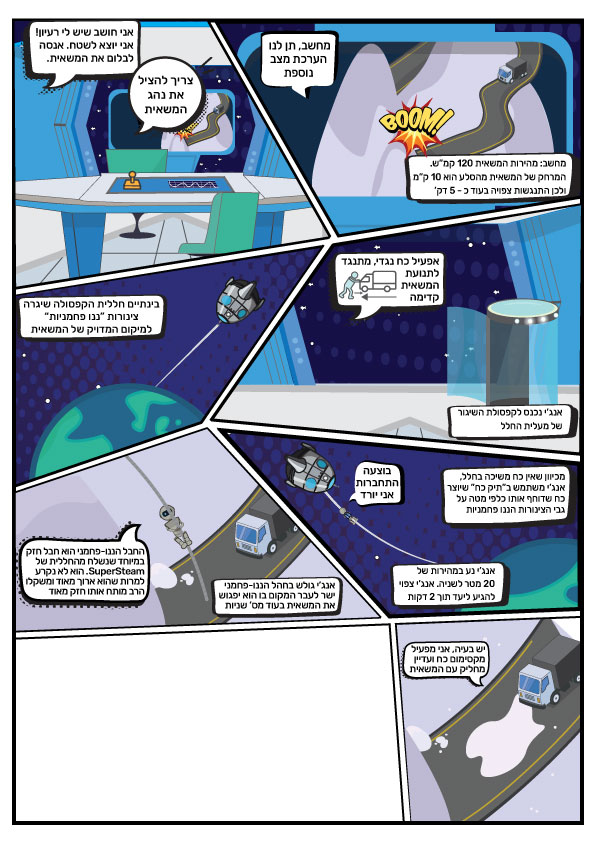 מחשב, תן לנו
הערכת מצב
נוספת
BOOM!
מחשב: מהירות המשאית 120 קמ"ש.
המרחק של המשאית מהסלע הוא 10 ק"מ
ולכן התנגשות צפויה בעוד כ - 5 דק'
אני חושב שיש לי רעיון!
אני יוצא לשטח. אנסה
לבלום את המשאית.
צריך להציל
את נהג
המשאית
אפעיל כח נגדי, מתנגד
לתנועת
המשאית
קדימה
אנג'י נכנס לקפסולת השיגור
של מעלית החלל
בינתיים חללית הקפסולה שיגרה
צינורות "ננו פחמניות"
למיקום המדויק של המשאית
מכיוון שאין כח משיכה בחלל,
אנג'י משתמש ב"תיק כח" שיוצר
כח שדוחף אותו כלפי מטה על
גבי הצינורות הננו פחמניות
בוצעה
התחברות
אני יורד
אנג'י נע במהירות של
20 מטר לשניה. אנג'י צפוי
להגיע ליעד תוך 2 דקות
החבל הננו-פחמני הוא חבל חזק
במיוחד שנשלח מהחללית של
SuperSteam. הוא לא נקרע
למרות שהוא ארוך מאוד ומשקלו
הרב מותח אותו חזק מאוד
אנג'י גולש בחהל הננו-פחמני
ישר לעבר המקום בו הוא יפגוש
את המשאית בעוד מס' שניות
יש בעיה, אני מפעיל
מקסימום כח ועדיין
מחליק עם המשאית